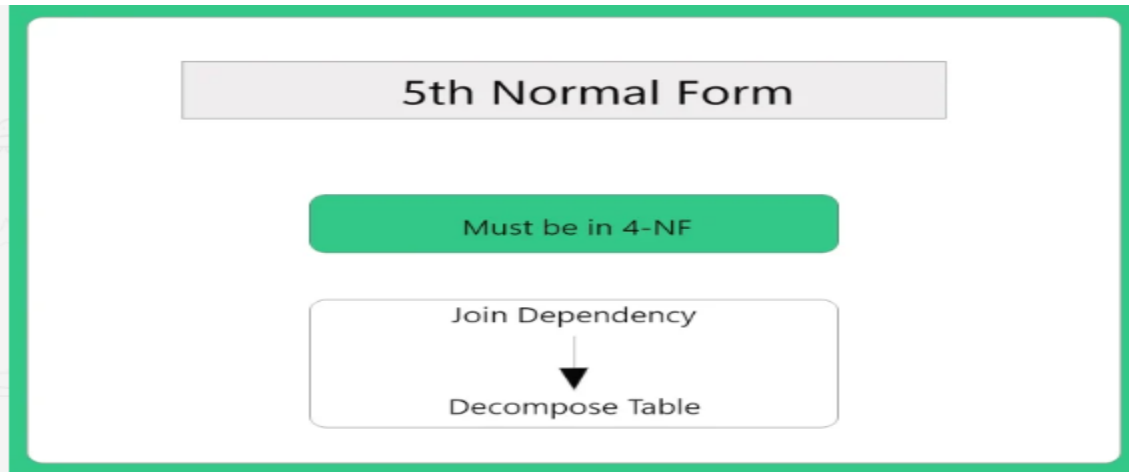 5th Normal Form
Must be in 4-NF
Join Dependency
Decompose Table